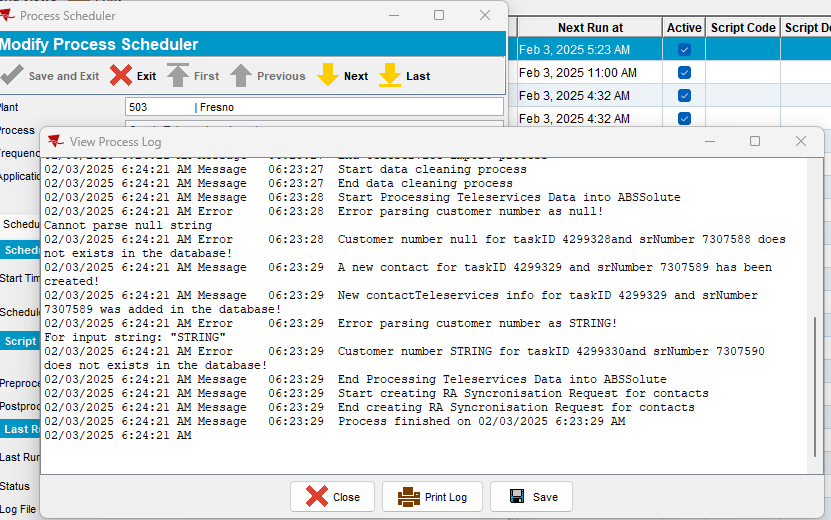 Process Scheduler
Modify Process Scheduler
Save and Exit Exit First Previous Next Last
Plant 503 | Fresno
Process
Next Run at Active Script Code
Feb 3, 2025 5:23 AM
Feb 3, 2025 11:00 AM
Feb 3, 2025 4:32 AM
Feb 3, 2025 4:32 AM
View Process Log
02/03/2025 6:24:21 AM Message 06:23:27 Start data cleaning process
02/03/2025 6:24:21 AM Message 06:23:27 End data cleaning process
02/03/2025 6:24:21 AM Message 06:23:28 Start Processing Teleservices Data into ABSSolute
02/03/2025 6:24:21 AM Error 06:23:28 Error parsing customer number as null!
Cannot parse null string
02/03/2025 6:24:21 AM Error 06:23:28 Customer number null for taskID 4299328and srNumber 7307588 does
not exists in the database!
02/03/2025 6:24:21 AM Message 06:23:29 A new contact for taskID 4299329 and srNumber 7307589 has been
created!
02/03/2025 6:24:21 AM Message 06:23:29 New contactTeleservices info for taskID 4299329 and srNumber
7307589 was added in the database!
02/03/2025 6:24:21 AM Error 06:23:29 Error parsing customer number as STRING!
For input string: "STRING"
02/03/2025 6:24:21 AM Error 06:23:29 Customer number STRING for taskID 4299330and srNumber 7307590
does not exists in the database!
02/03/2025 6:24:21 AM Message 06:23:29 End Processing Teleservices Data into ABSSolute
02/03/2025 6:24:21 AM Message 06:23:29 Start creating RA Syncronisation Request for contacts
02/03/2025 6:24:21 AM Message 06:23:29 End creating RA Syncronisation Request for contacts
02/03/2025 6:24:21 AM Message 06:23:29 Process finished on 02/03/2025 6:23:29 AM
02/03/2025 6:24:21 AM
Close Print Log Save
Script
Status
Log File